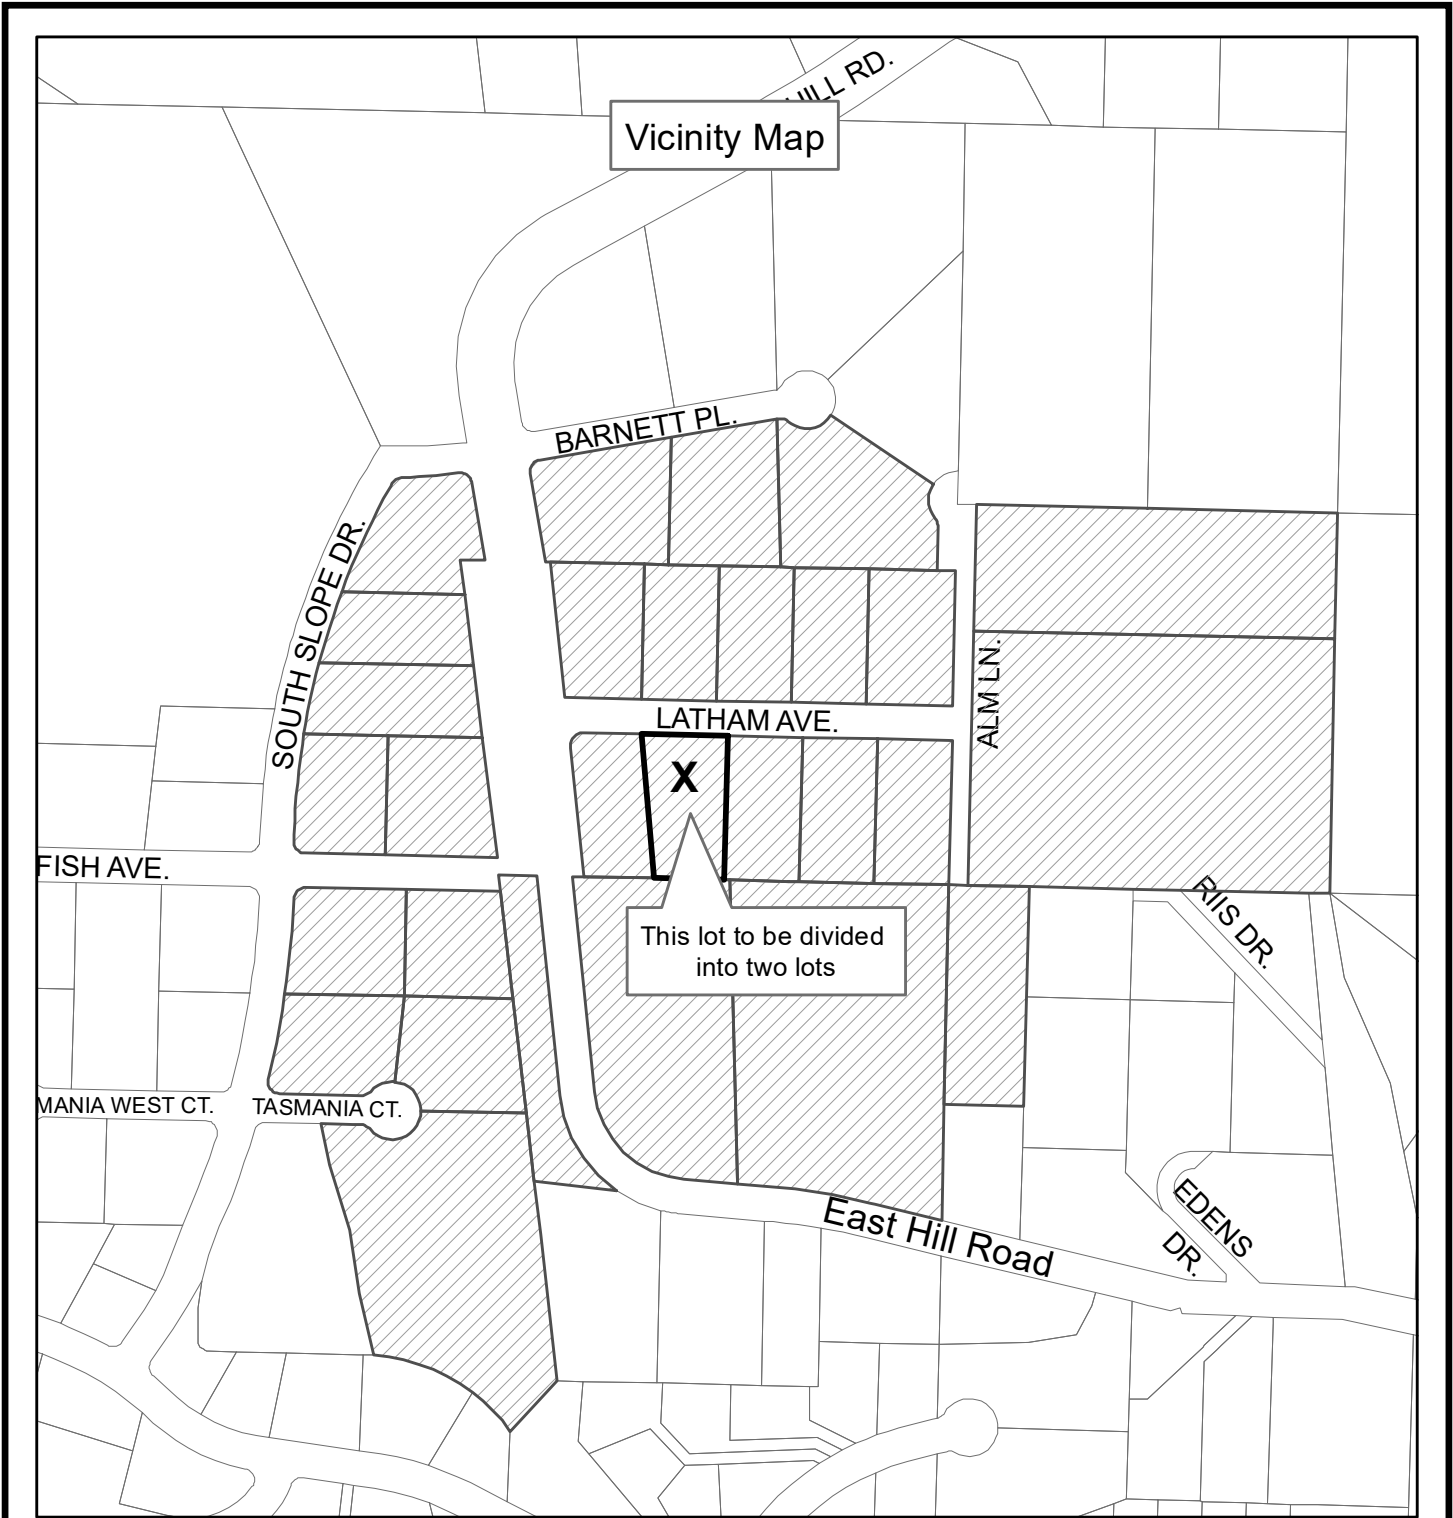 HILL RD.
Vicinity Map
BARNETT PL.
SOUTH SLOPE DR.
ALM LN.
LATHAM AVE.
X
FISH AVE.
RIIS DR.
This lot to be divided
into two lots
MANIA WEST CT.
TASMANIA CT.
EDENS
DR.
East Hill Road